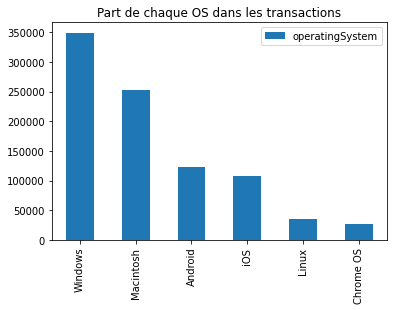 Part de chaque OS dans les transactions
operatingSystem
350000
300000
250000
200000
150000
100000
50000
0
Windows
Macintosh
Android
iOS
Linux
Chrome OS